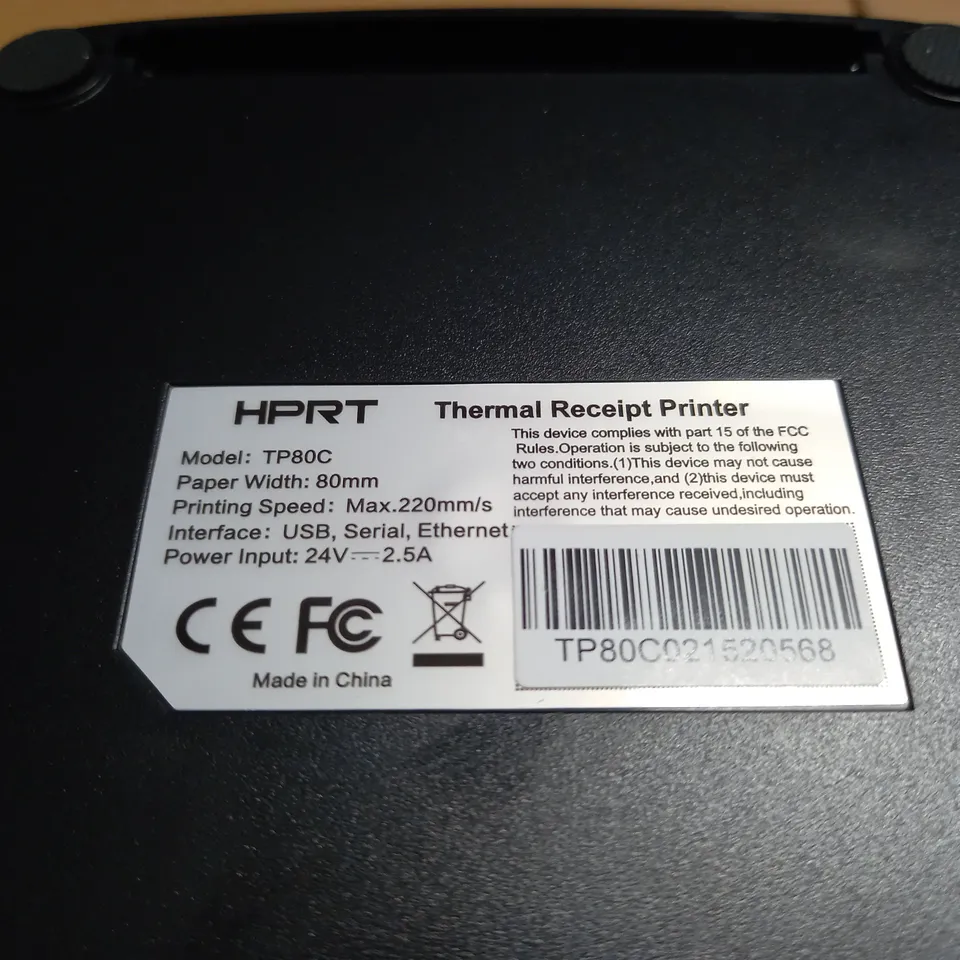 HPRT Thermal Receipt Printer
Model: TP80C
Paper Width: 80mm
Printing Speed: Max.220mm/s
Interface: USB, Serial, Ethernet
Power Input: 24V⎓2.5A
This device complies with part 15 of the FCC
Rules.Operation is subject to the following
two conditions.(1)This device may not cause
harmful interference,and (2)this device must
accept any interference received,including
interference that may cause undesired operation.
CE FC
Made in China
TP80C021520568